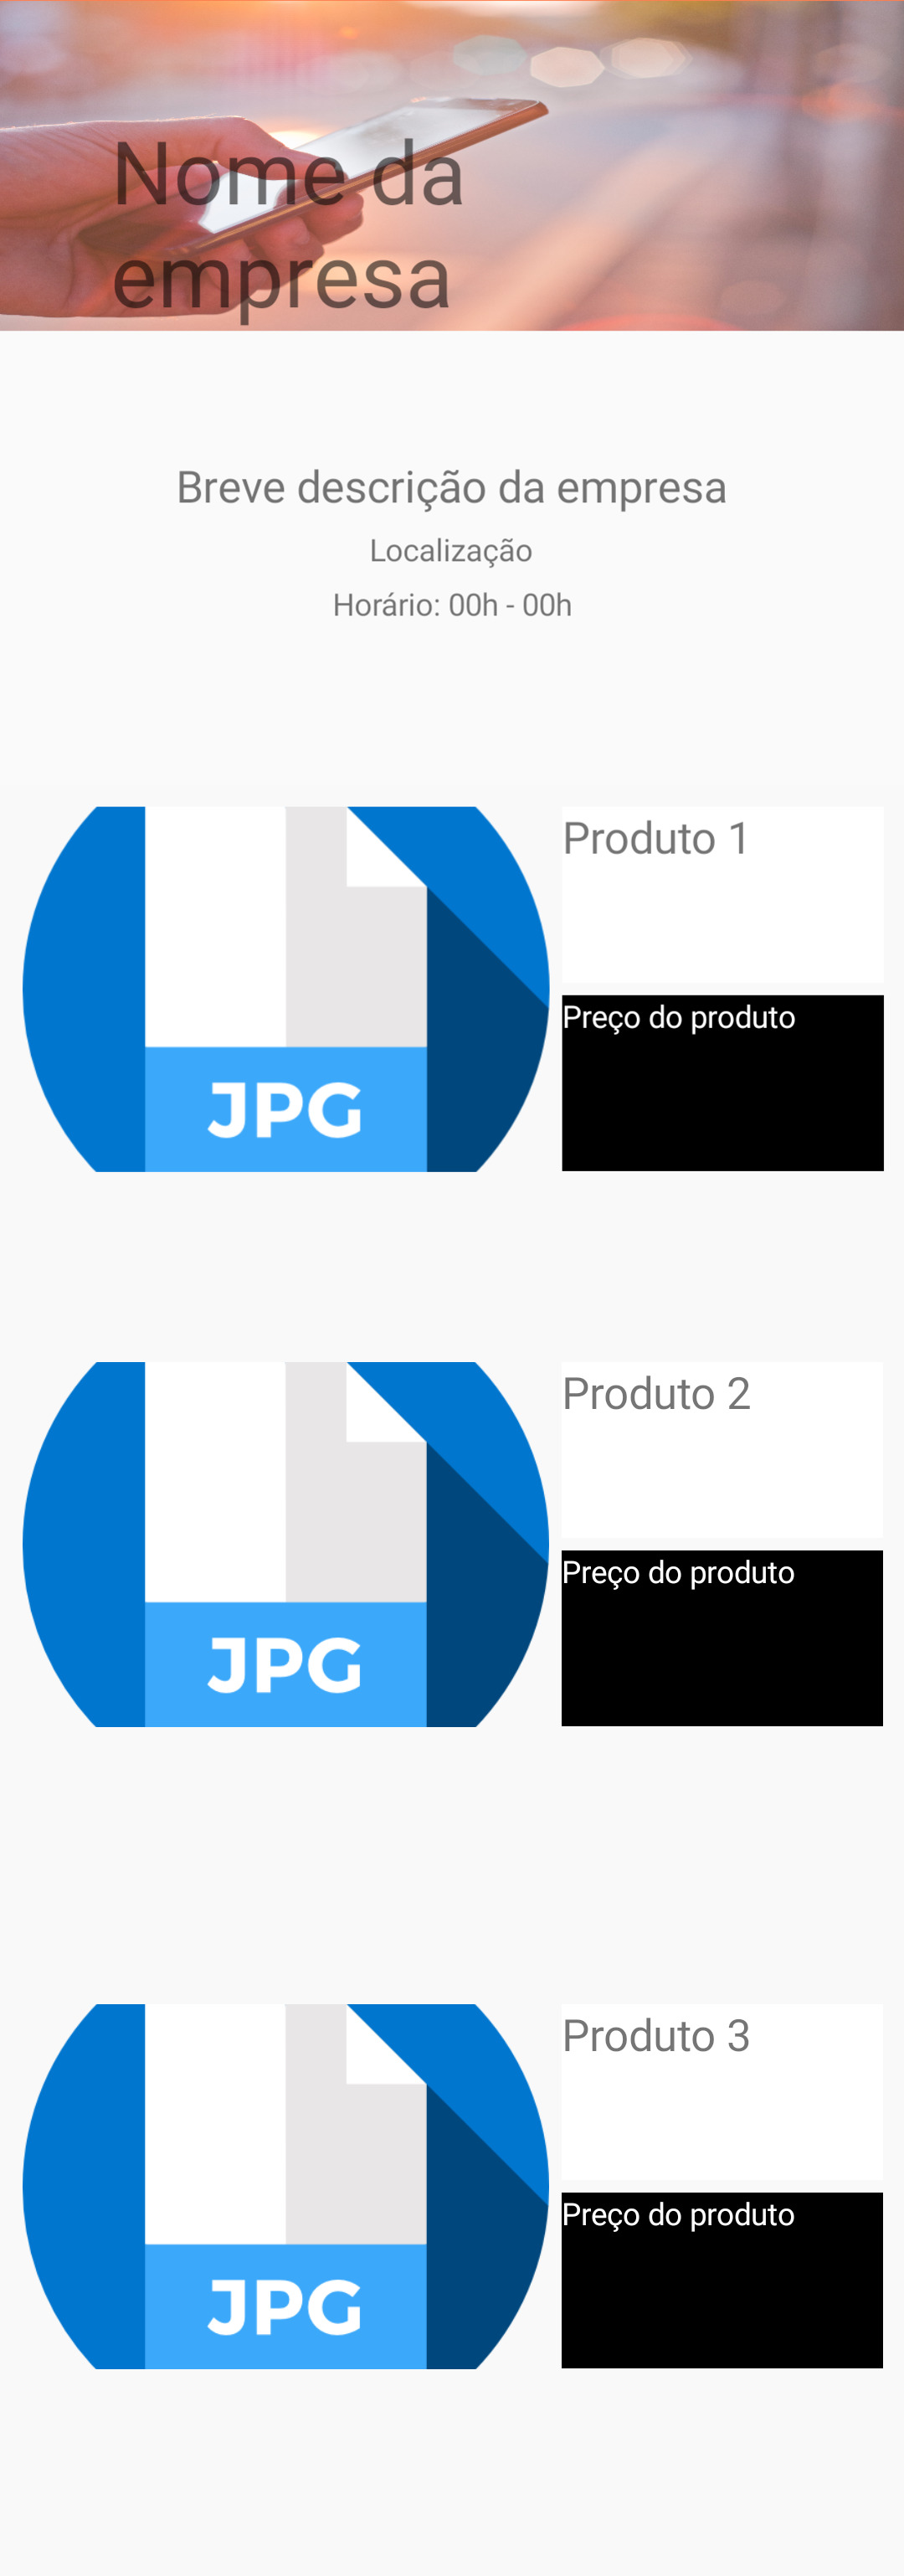 Nome da
empresa
Breve descrição da empresa
Localização
Horário: 00h - 00h
Produto 1
Preço do produto
JPG
Produto 2
Preço do produto
JPG
Produto 3
Preço do produto
JPG